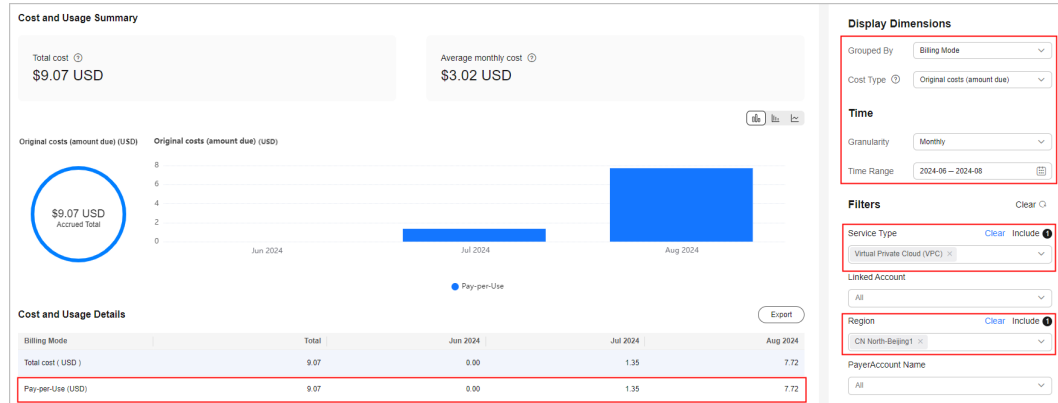 Cost and Usage Summary
Total cost
$9.07 USD
Average monthly cost
$3.02 USD
Original costs (amount due) (USD)
Original costs (amount due) (USD)
$9.07 USD
Accrued Total
8
6
4
2
0
Jun 2024
Jul 2024
Aug 2024
Pay-per-Use
Cost and Usage Details
Export
Billing Mode Total Jun 2024 Jul 2024 Aug 2024
Total cost ( USD ) 9.07 0.00 1.35 7.72
Pay-per-Use (USD) 9.07 0.00 1.35 7.72
Display Dimensions
Grouped By Billing Mode
Cost Type Original costs (amount due)
Time
Granularity Monthly
Time Range 2024-06 -- 2024-08
Filters Clear
Service Type Clear Include 1
Virtual Private Cloud (VPC) ×
Linked Account
All
Region Clear Include 1
CN North-Beijing1 ×
PayerAccount Name
All